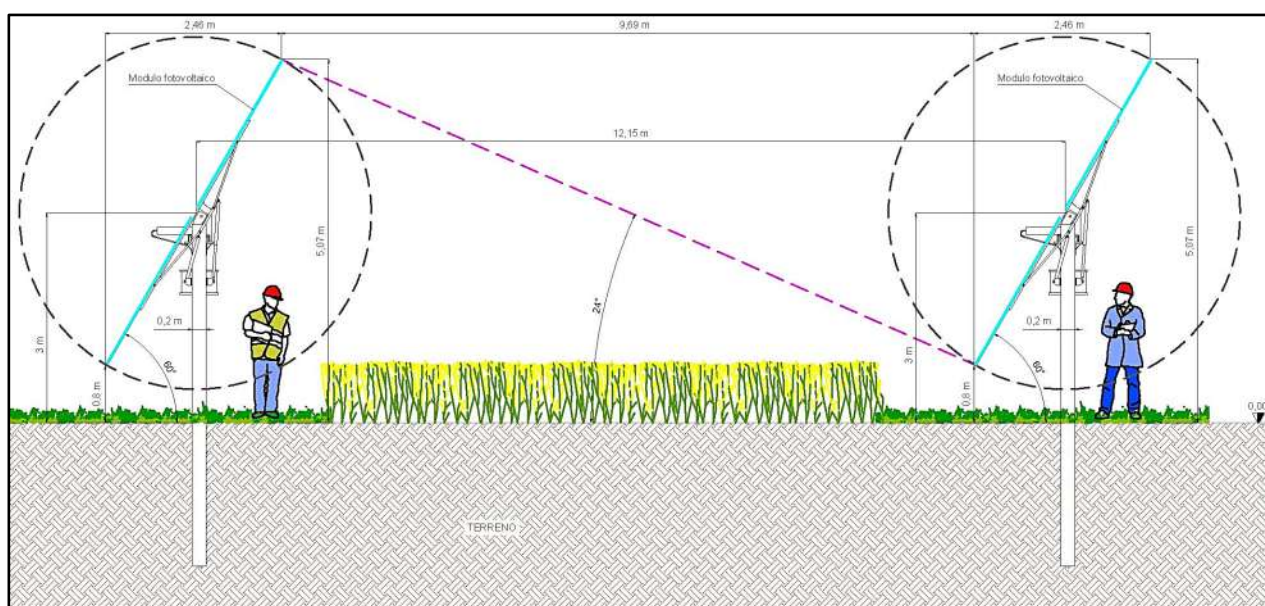 2,46 m
9,69 m
2,46 m
Modulo fotovoltaico
Modulo fotovoltaico
12,15 m
5,07 m
5,07 m
24°
0,2 m
0,2 m
3 m
3 m
60°
60°
0,8 m
0,8 m
0,00
TERRENO